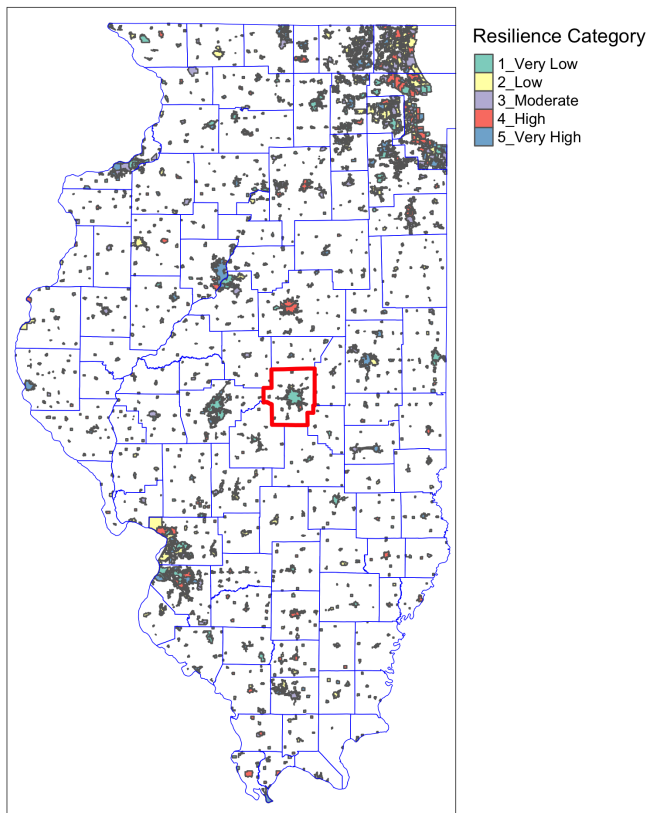 Resilience Category
1_Very Low
2_Low
3_Moderate
4_High
5_Very High